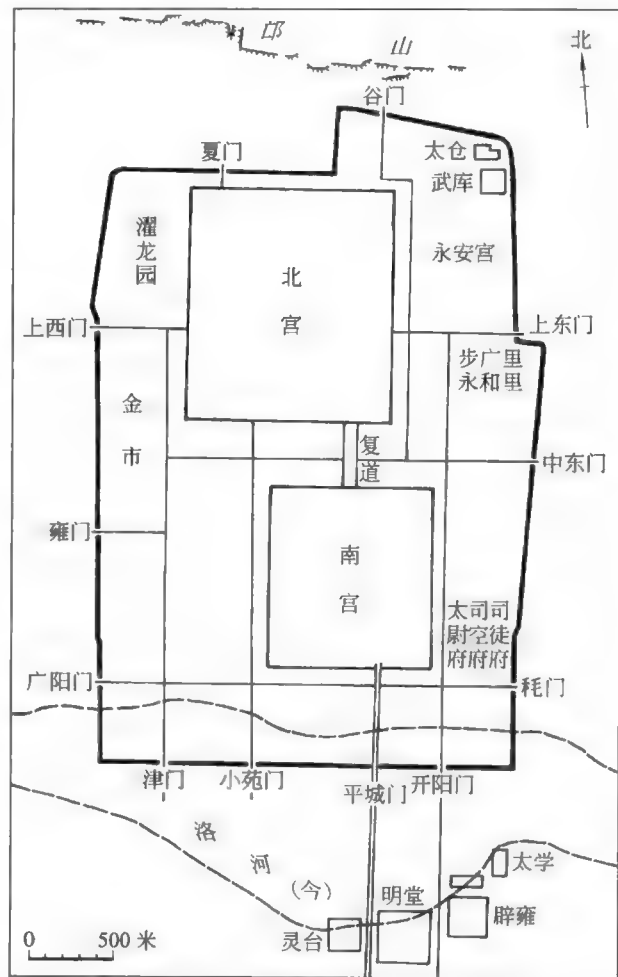 邙山
北
谷门
夏门
太仓
武库
濯龙园
北宫
永安宫
上西门
上东门
步广里
永和里
金市
复道
中东门
雍门
南宫
太尉府
司空府
司徒府
广阳门
耗门
津门
小苑门
平城门
开阳门
洛河
(今)
太学
明堂
辟雍
灵台
0 500 米